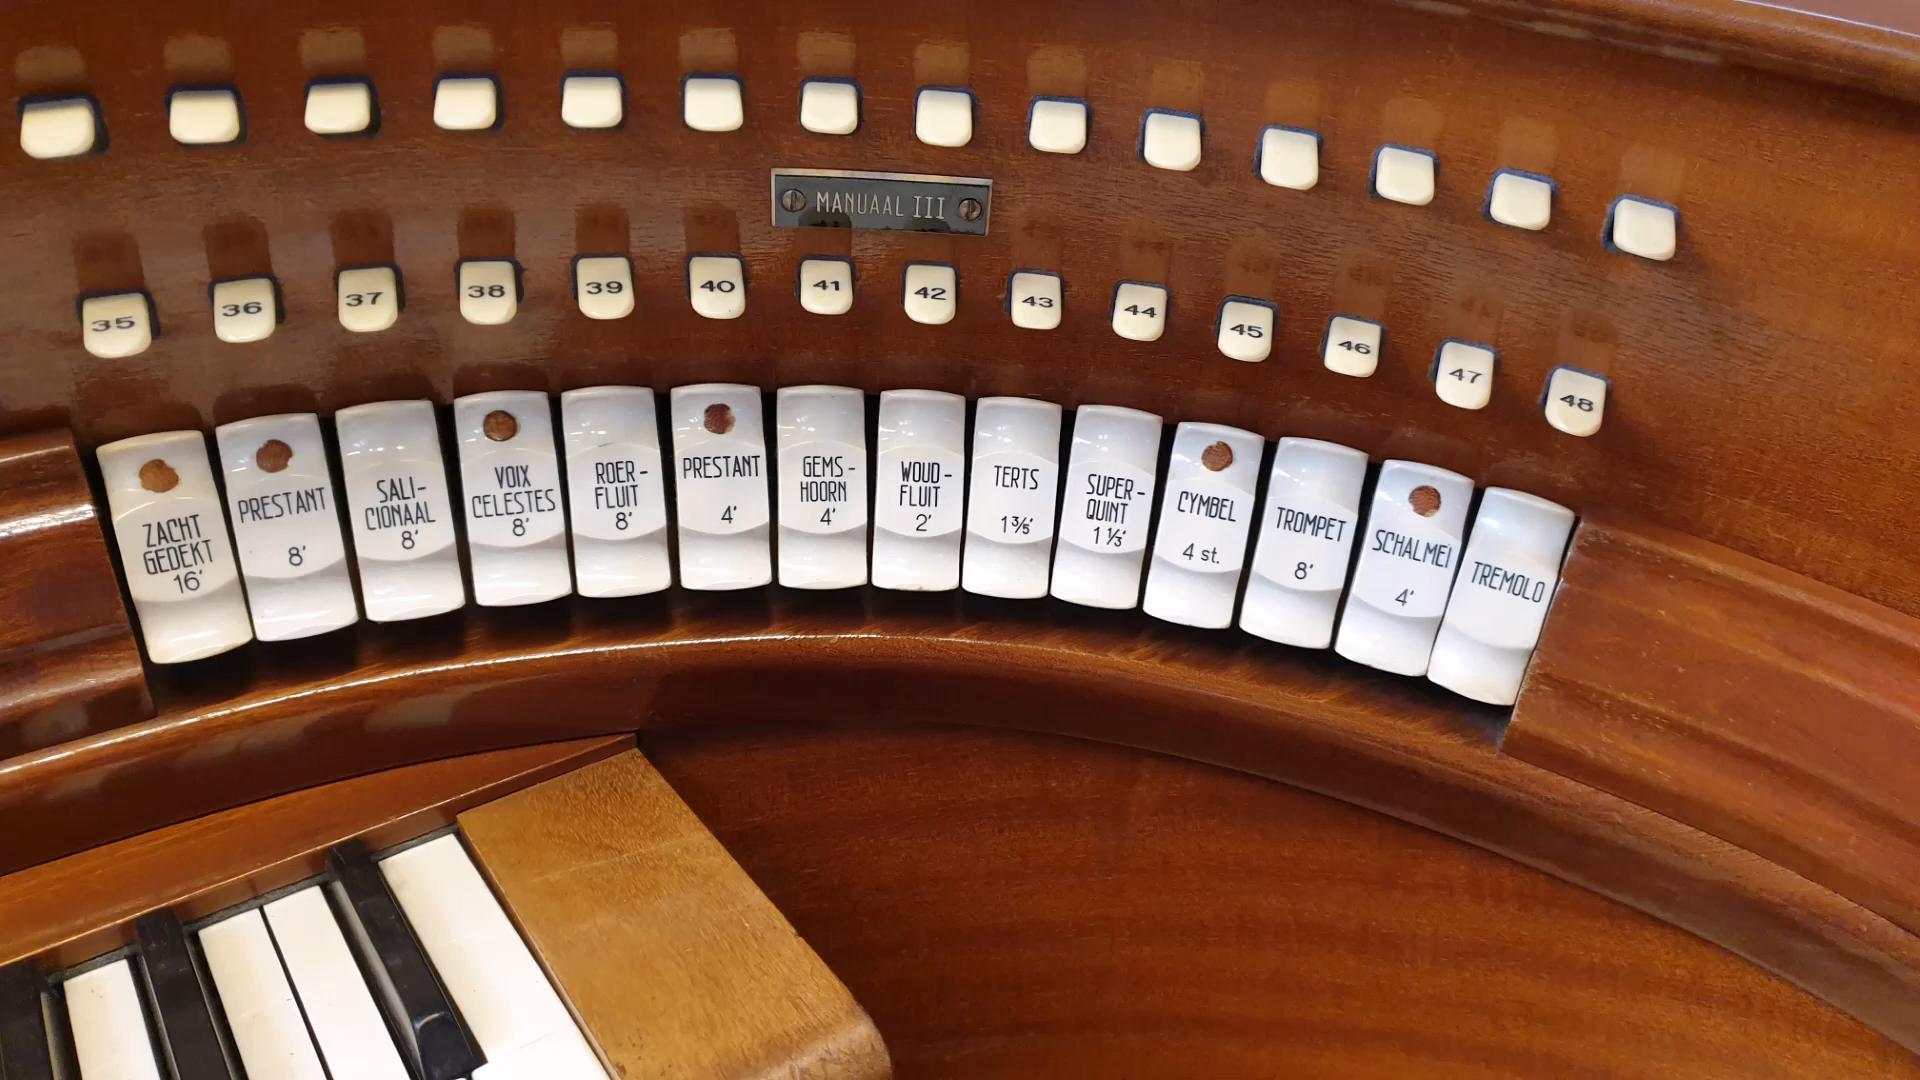 MANUAAL III
35 36 37 38 39 40 41 42 43 44 45 46 47 48
ZACHT
GEDEKT
16'
PRESTANT
8'
SALI-
CIONAAL
8'
VOIX
CELESTES
8'
ROER-
FLUIT
8'
PRESTANT
4'
GEMS-
HOORN
4'
WOUD-
FLUIT
2'
TERTS
1 3/5'
SUPER-
QUINT
1 1/3'
CYMBEL
4 st.
TROMPET
8'
SCHALMEI
4'
TREMOLO